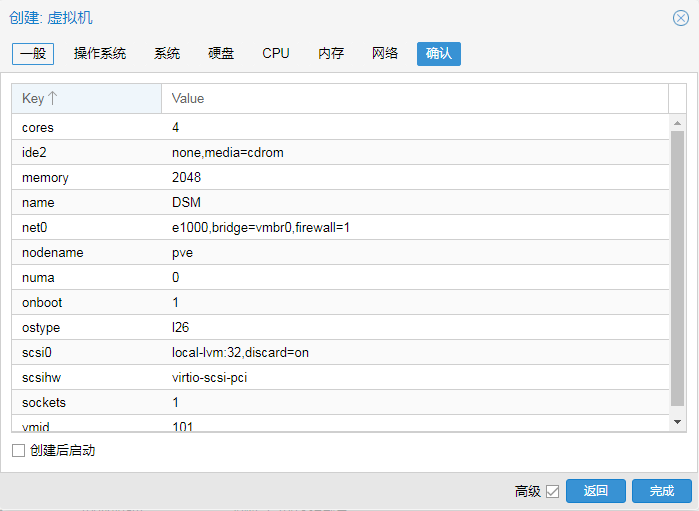 创建: 虚拟机
一般 操作系统 系统 硬盘 CPU 内存 网络 确认
Key Value
cores 4
ide2 none,media=cdrom
memory 2048
name DSM
net0 e1000,bridge=vmbr0,firewall=1
nodename pve
numa 0
onboot 1
ostype l26
scsi0 local-lvm:32,discard=on
scsihw virtio-scsi-pci
sockets 1
vmid 101
创建后启动
高级 返回 完成